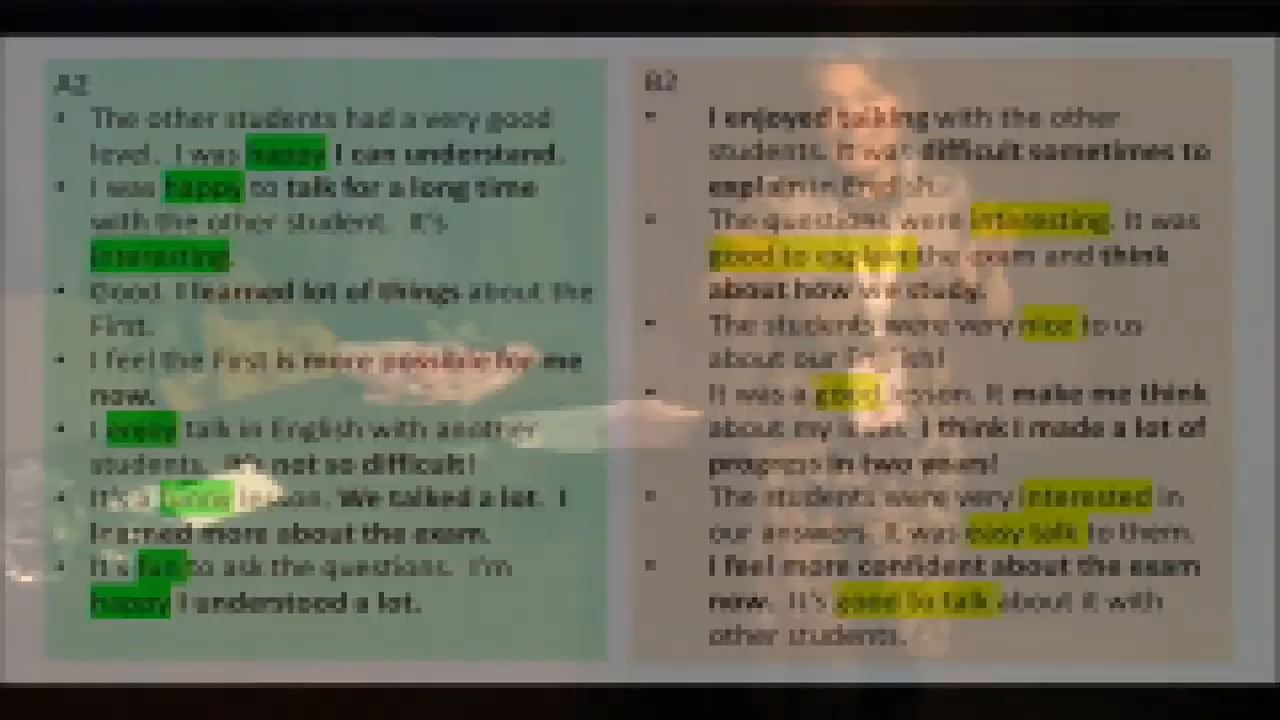 A2
• The other students had a very good
level. I was happy I can understand.
• I was happy to talk for a long time
with the other student. It's
interesting.
• Good. I learned lot of things about the
First.
• I feel the First is more possible for me
now.
• I enjoy talk in English with another
students. It's not so difficult!
• It's a lesson. We talked a lot. I
learned more about the exam.
• It's fun to ask the questions. I'm
happy I understood a lot.
B2
• I enjoyed talking with the other
students. It was difficult sometimes to
explain in English.
• The questions were interesting. It was
good to explain the exam and think
about how we study.
• The students were very nice to us
about our English!
• It was a good lesson. It make me think
about my level. I think I made a lot of
progress in two years!
• The students were very interested in
our answers. It was easy talk to them.
• I feel more confident about the exam
now. It's good to talk about it with
other students.